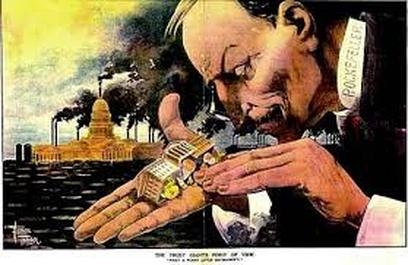 ROCKEFELLER
THE TRUST GIANT'S POINT OF VIEW.
"WHAT A FUNNY LITTLE GOVERNMENT!"